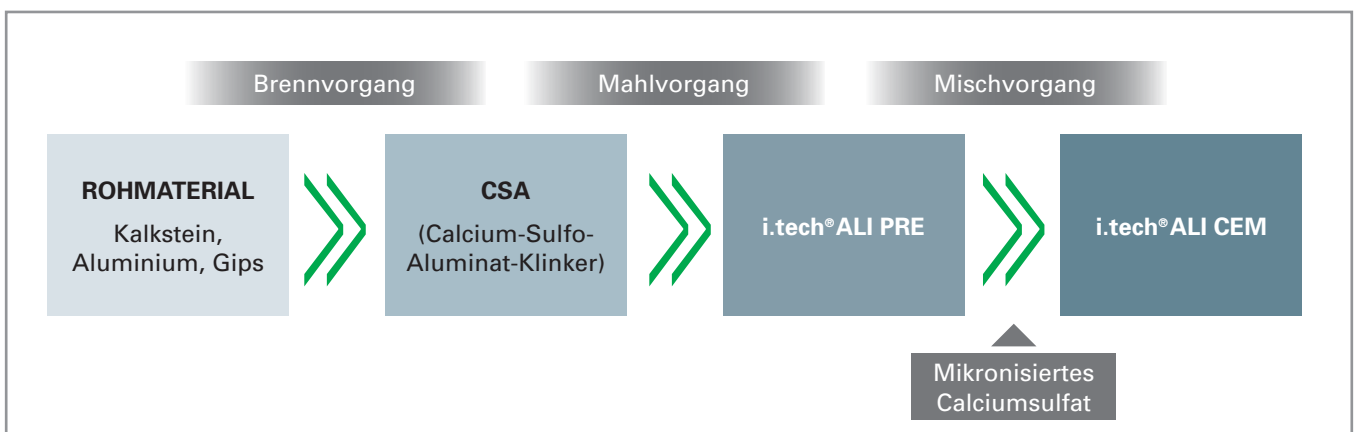 Brennvorgang
Mahlvorgang
Mischvorgang
ROHMATERIAL
Kalkstein,
Aluminium, Gips
CSA
(Calcium-Sulfo-
Aluminat-Klinker)
i.tech®ALI PRE
i.tech®ALI CEM
Mikronisiertes
Calciumsulfat